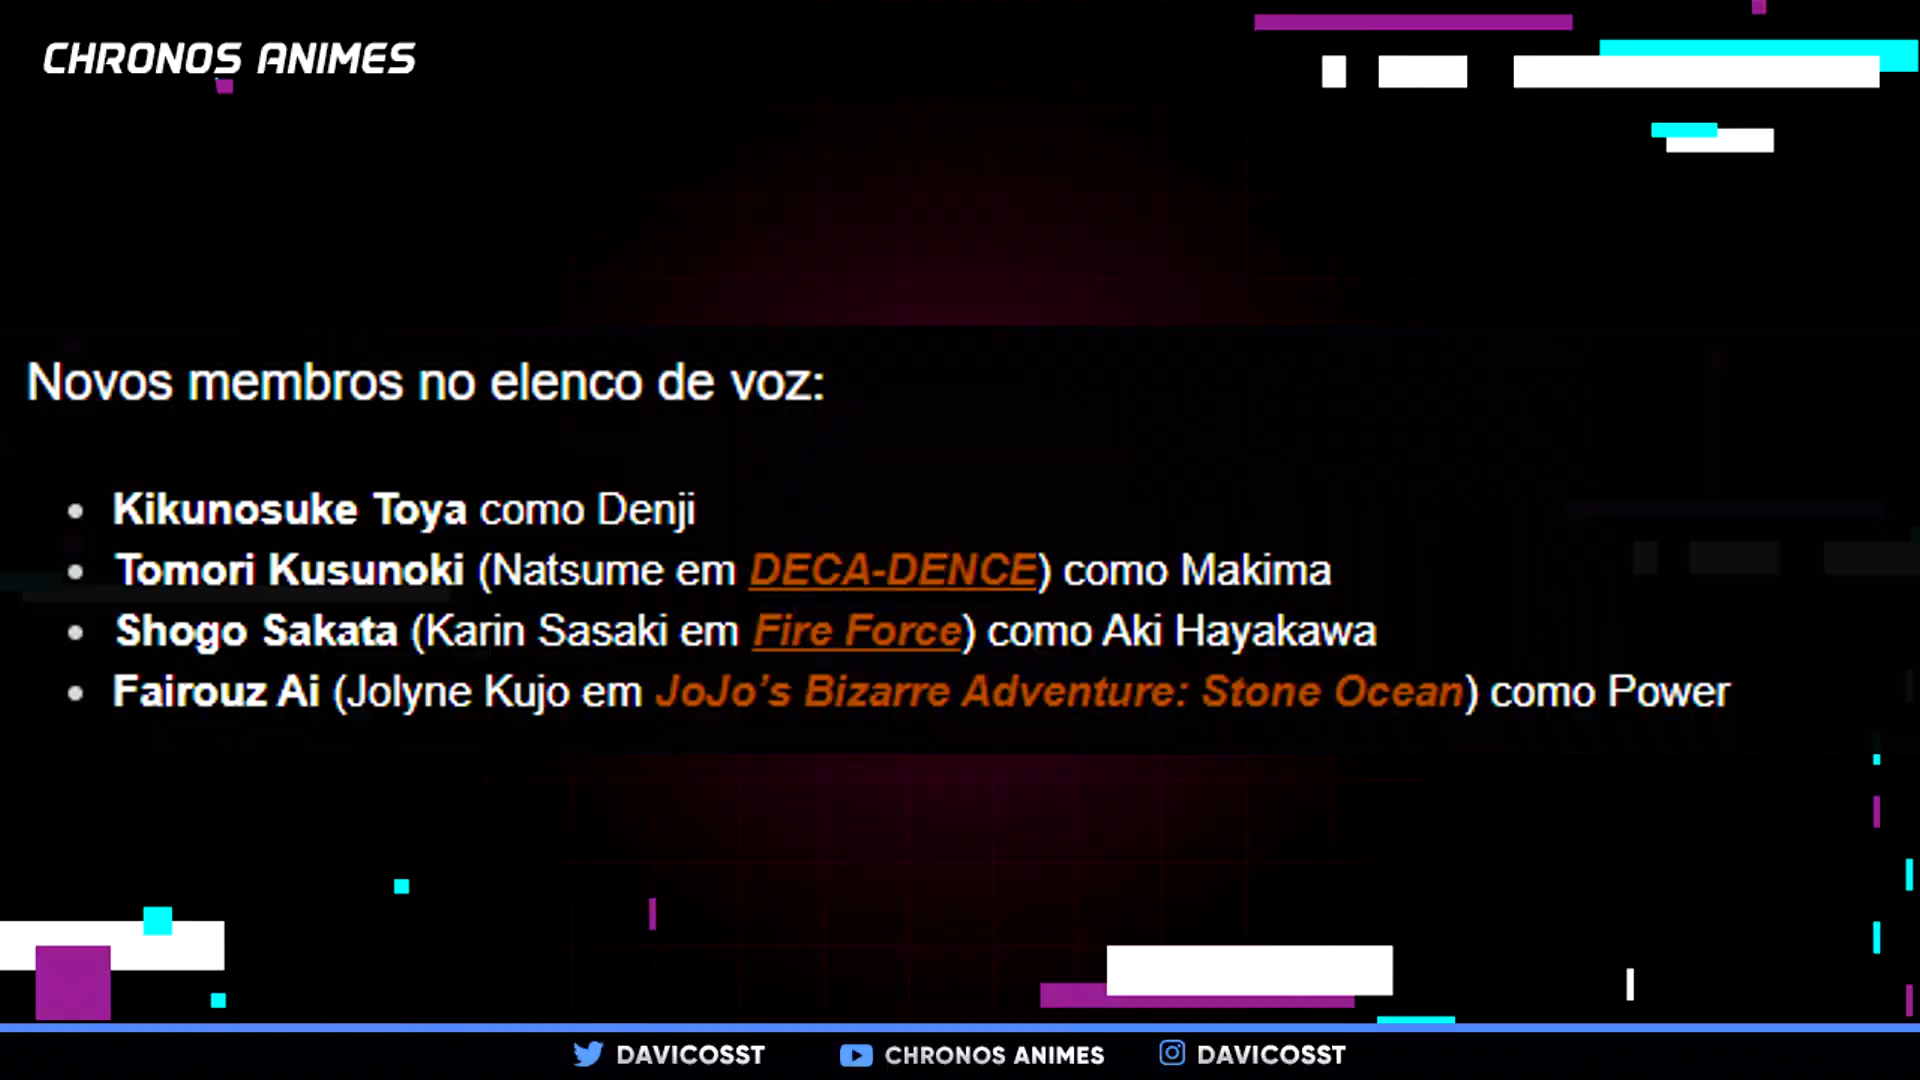 CHRONOS ANIMES
Novos membros no elenco de voz:
• Kikunosuke Toya como Denji
• Tomori Kusunoki (Natsume em DECA-DENCE) como Makima
• Shogo Sakata (Karin Sasaki em Fire Force) como Aki Hayakawa
• Fairouz Ai (Jolyne Kujo em JoJo’s Bizarre Adventure: Stone Ocean) como Power
DAVICOSST CHRONOS ANIMES DAVICOSST